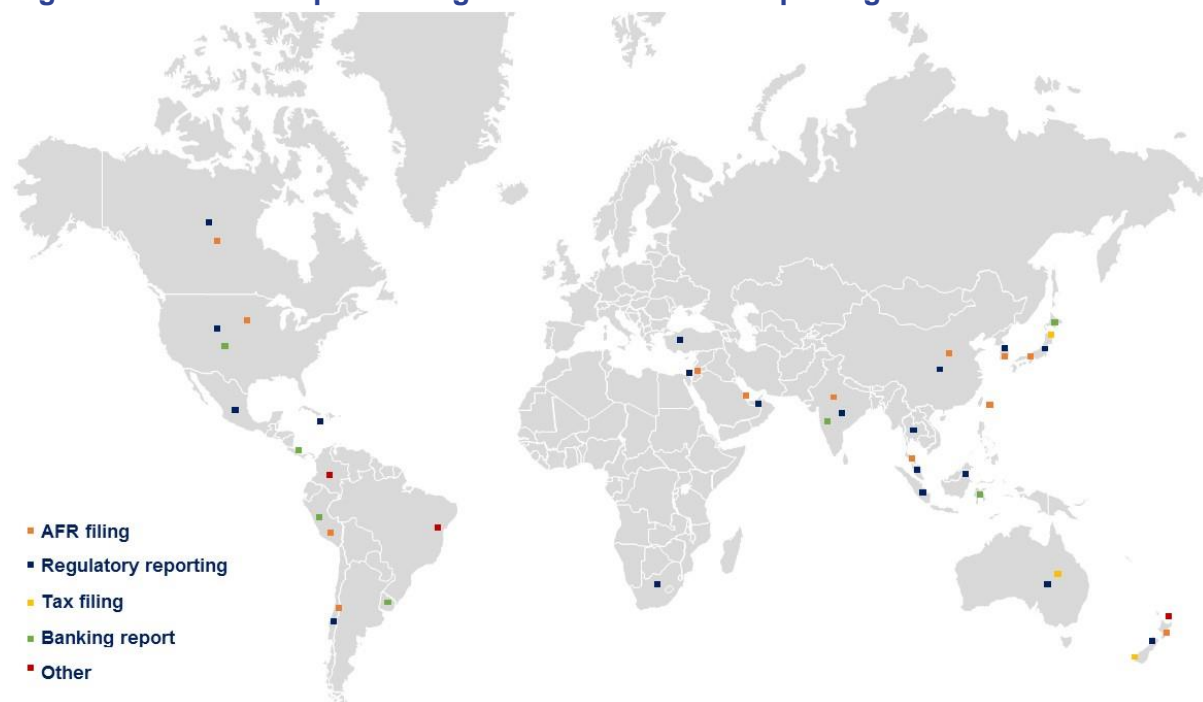 AFR filing
Regulatory reporting
Tax filing
Banking report
Other